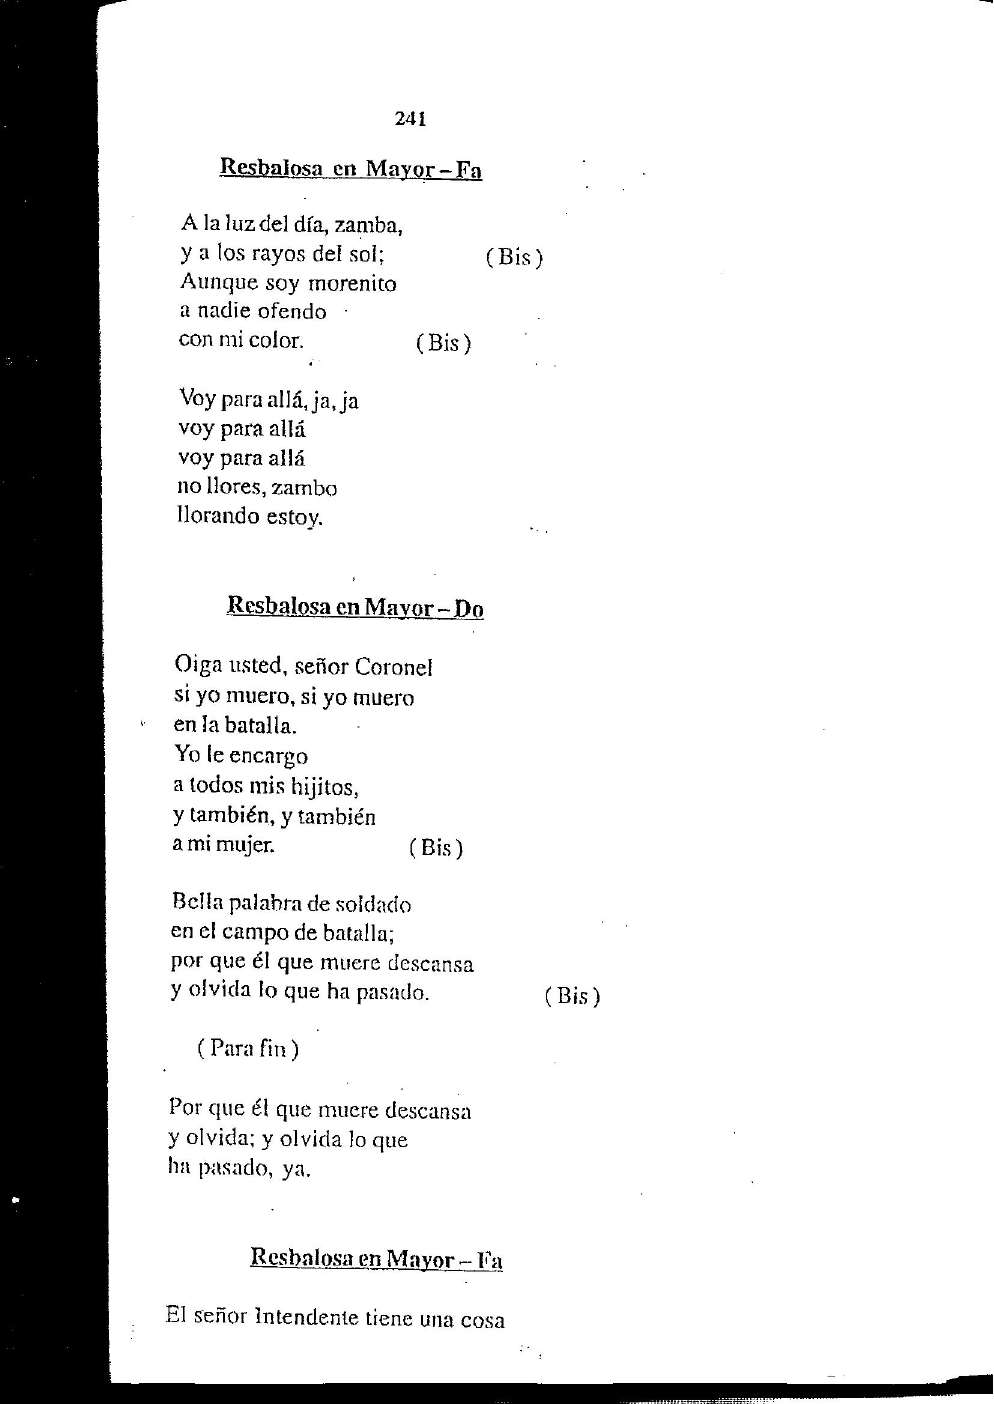 241
Resbalosa en Mayor – Fa
A la luz del día, zamba,
y a los rayos del sol; (Bis)
Aunque soy morenito
a nadie ofendo
con mi color. (Bis)
Voy para allá, ja, ja
voy para allá
voy para allá
no llores, zambo
llorando estoy.
Resbalosa en Mayor – Do
Oiga usted, señor Coronel
si yo muero, si yo muero
en la batalla.
Yo le encargo
a todos mis hijitos,
y también, y también
a mi mujer. (Bis)
Bella palabra de soldado
en el campo de batalla;
por que él que muere descansa
y olvida lo que ha pasado. (Bis)
(Para fin)
Por que él que muere descansa
y olvida; y olvida lo que
ha pasado, ya.
Resbalosa en Mayor – Fa
El señor Intendente tiene una cosa